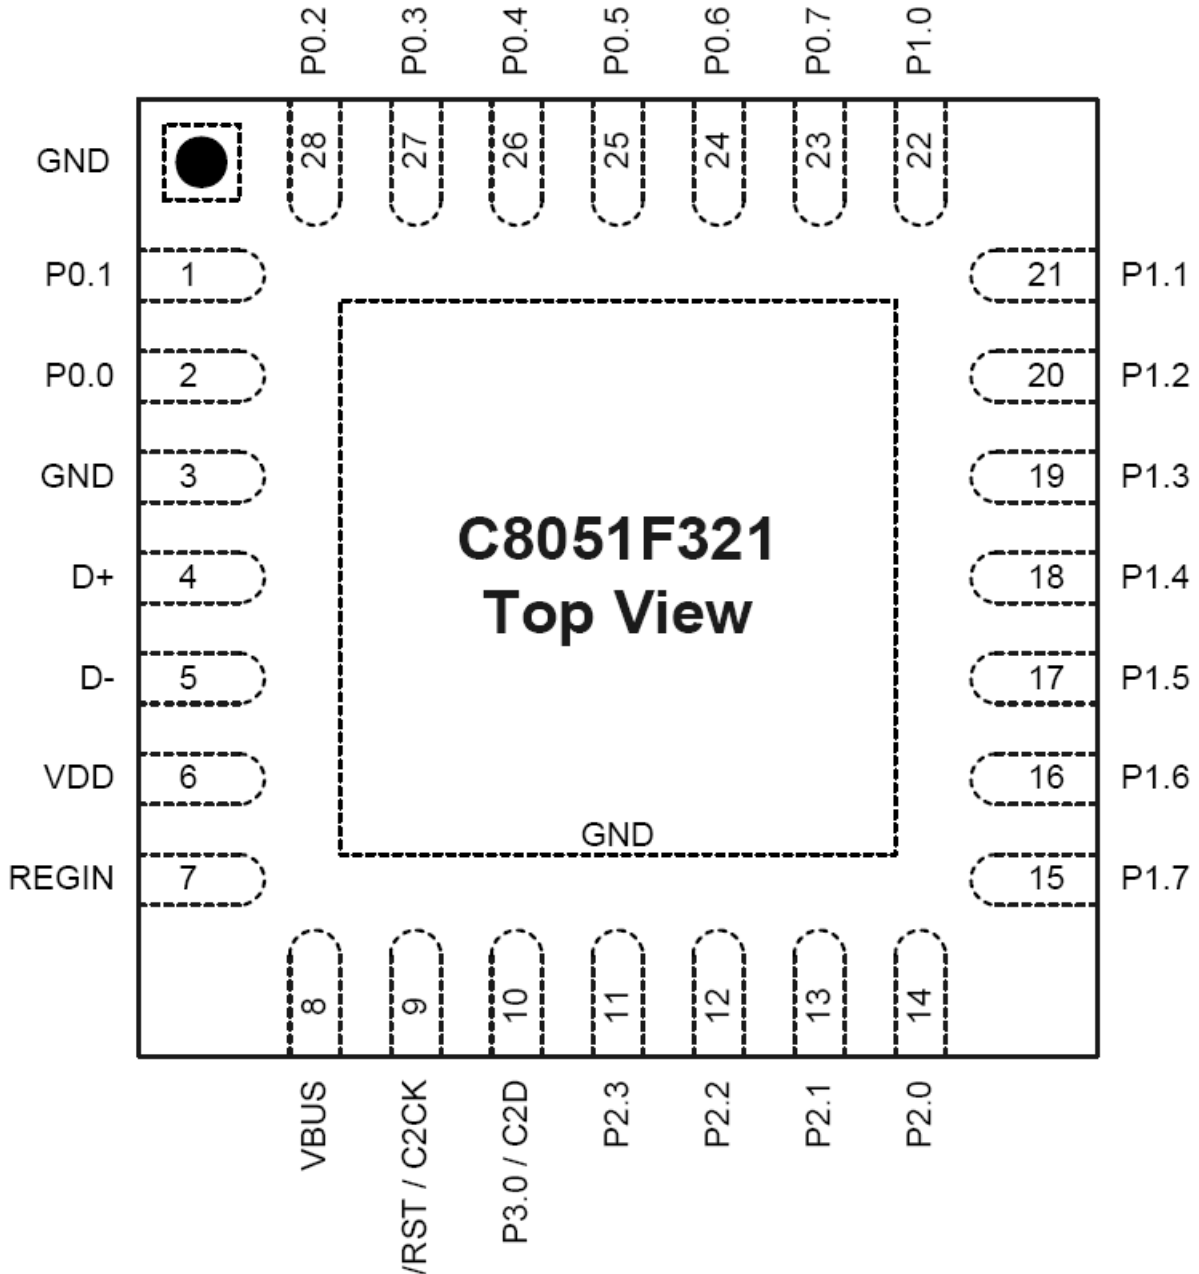 P0.2
P0.3
P0.4
P0.5
P0.6
P0.7
P1.0
28
27
26
25
24
23
22
GND
P0.1 1
P0.0 2
GND 3
D+ 4
D- 5
VDD 6
REGIN 7
21 P1.1
20 P1.2
19 P1.3
18 P1.4
17 P1.5
16 P1.6
15 P1.7
C8051F321
Top View
GND
8
9
10
11
12
13
14
VBUS
/RST / C2CK
P3.0 / C2D
P2.3
P2.2
P2.1
P2.0